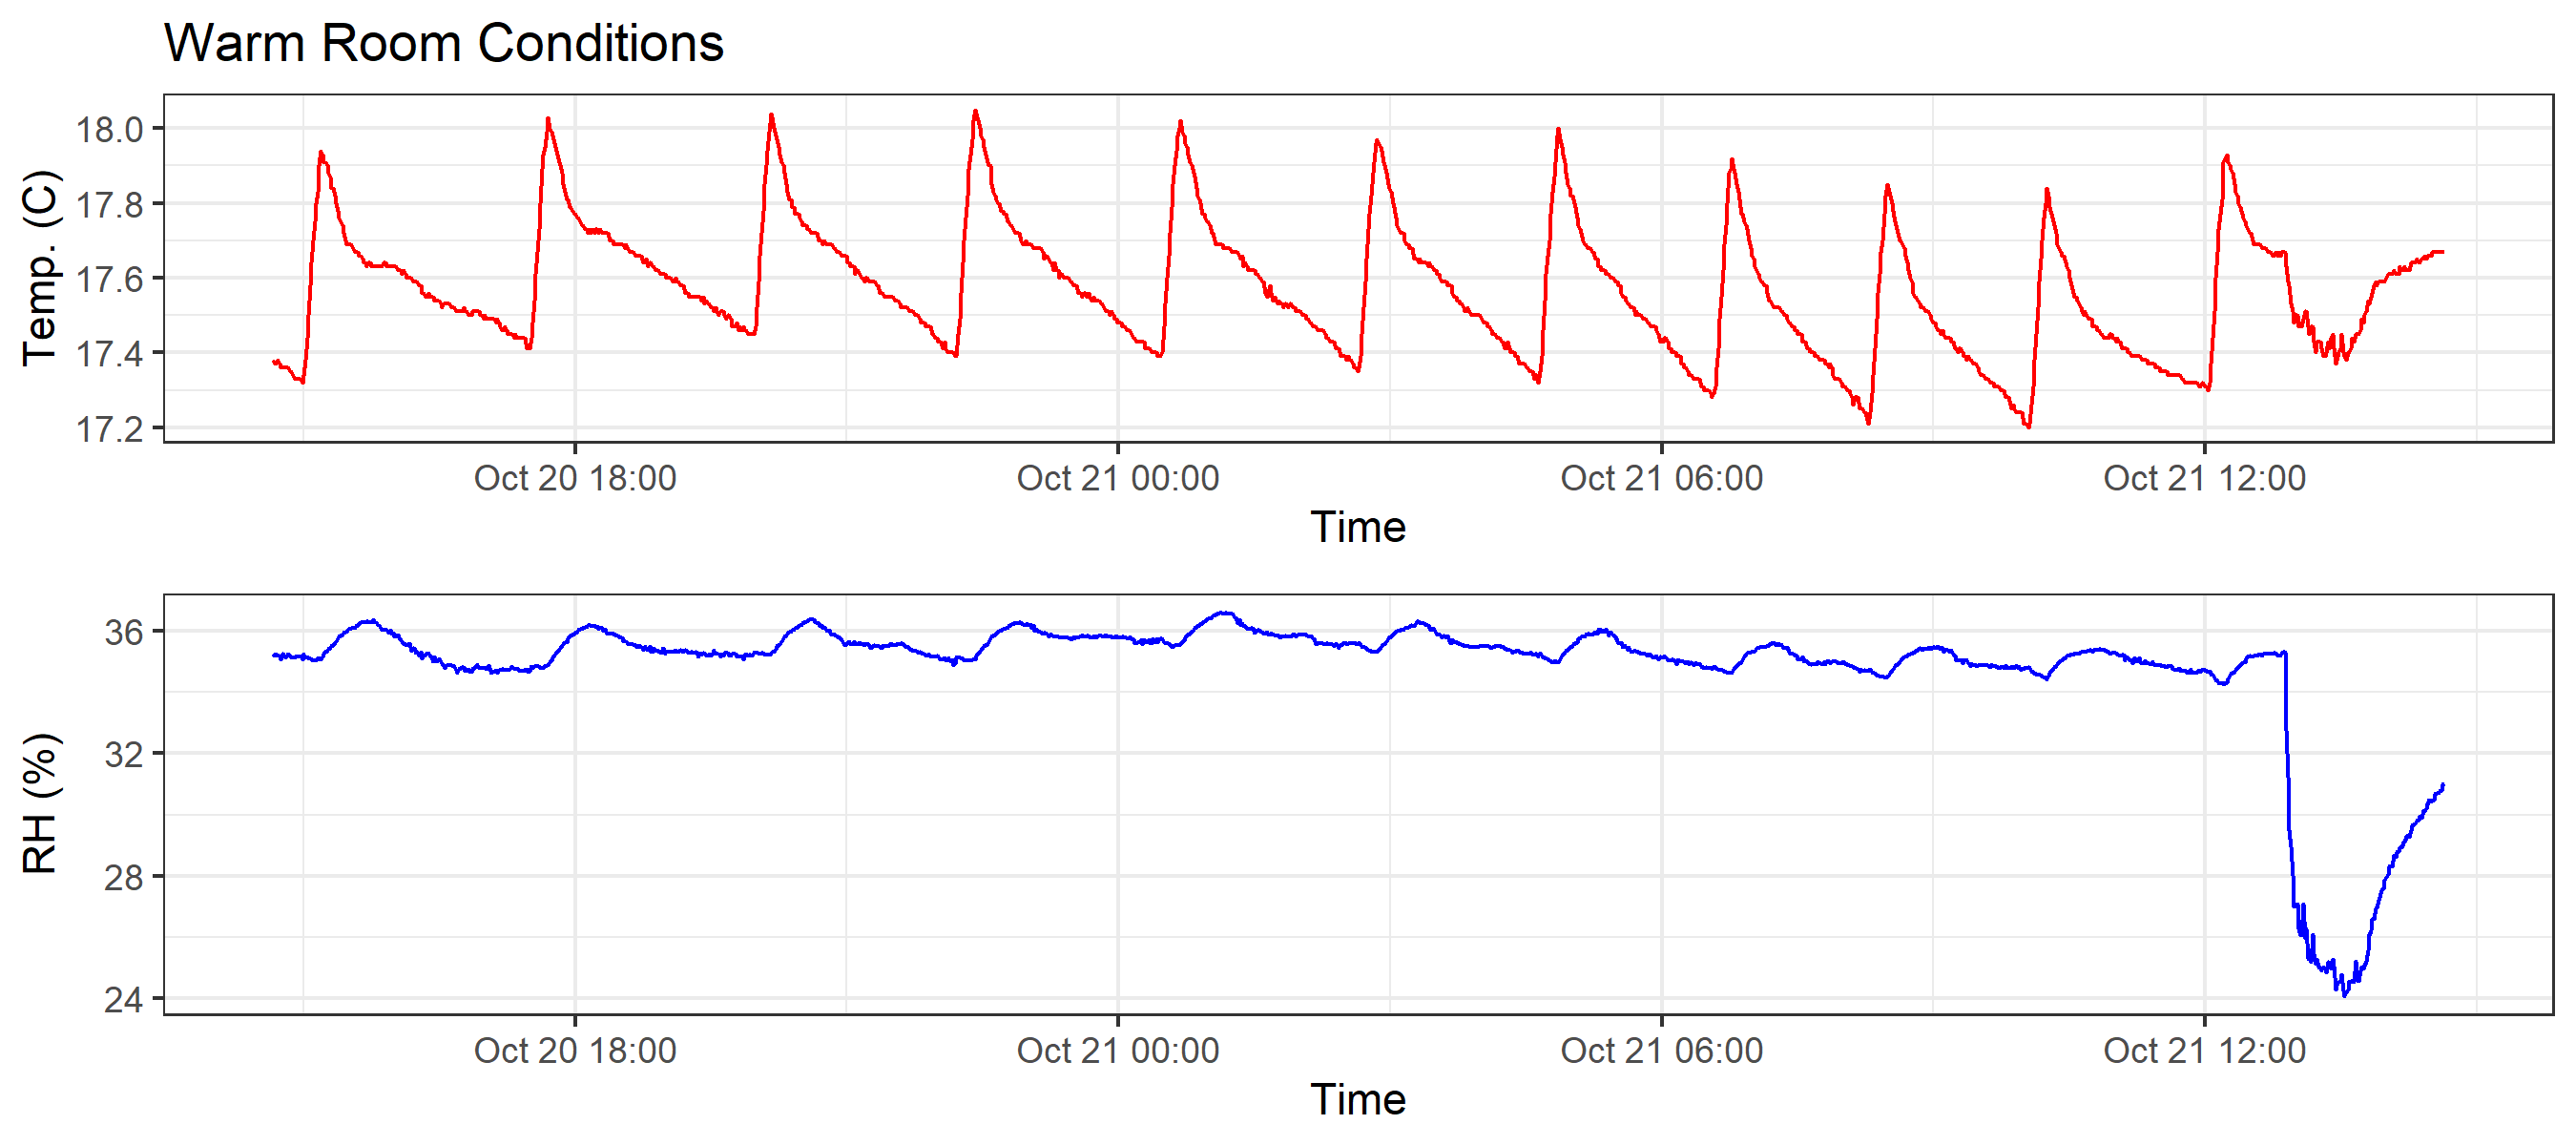 Warm Room Conditions
Temp. (C)
18.0
17.8
17.6
17.4
17.2
Oct 20 18:00 Oct 21 00:00 Oct 21 06:00 Oct 21 12:00
Time
RH (%)
36
32
28
24
Oct 20 18:00 Oct 21 00:00 Oct 21 06:00 Oct 21 12:00
Time